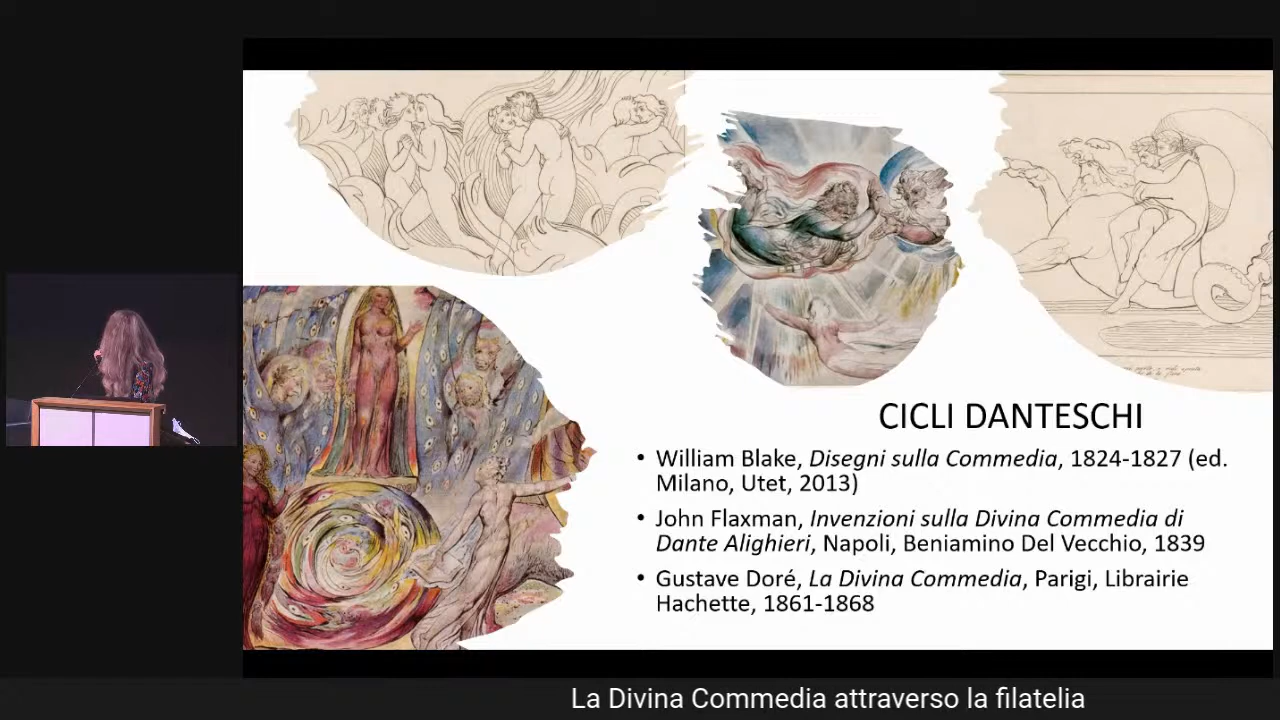 CICLI DANTESCHI
• William Blake, Disegni sulla Commedia, 1824-1827 (ed.
Milano, Utet, 2013)
• John Flaxman, Invenzioni sulla Divina Commedia di
Dante Alighieri, Napoli, Beniamino Del Vecchio, 1839
• Gustave Doré, La Divina Commedia, Parigi, Librairie
Hachette, 1861-1868
La Divina Commedia attraverso la filatelia